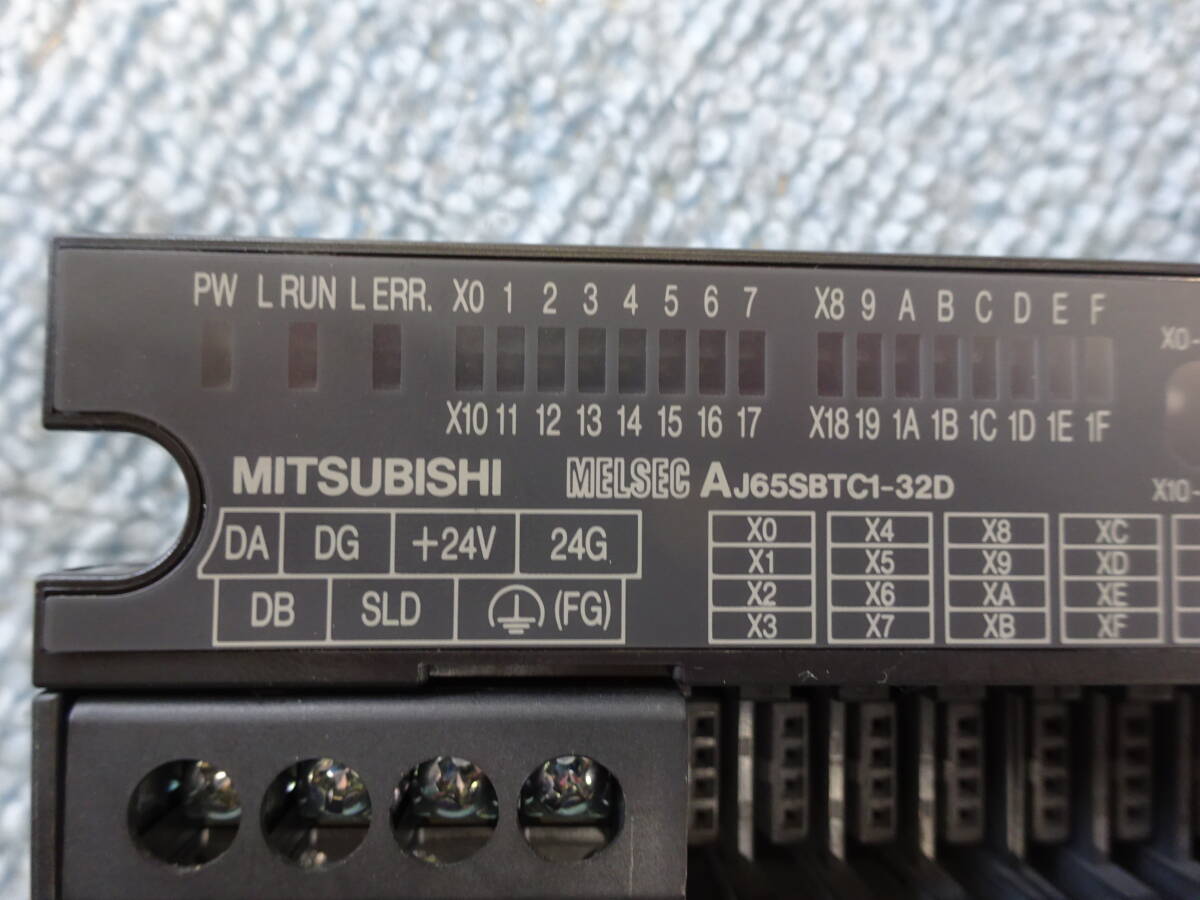 PW L RUN L ERR. X0 1 2 3 4 5 6 7 X8 9 A B C D E F
X0-
X10 11 12 13 14 15 16 17 X18 19 1A 1B 1C 1D 1E 1F
MITSUBISHI MELSEC AJ65SBTC1-32D
X10-
DA DG +24V 24G
DB SLD (FG)
X0 X4 X8 XC
X1 X5 X9 XD
X2 X6 XA XE
X3 X7 XB XF